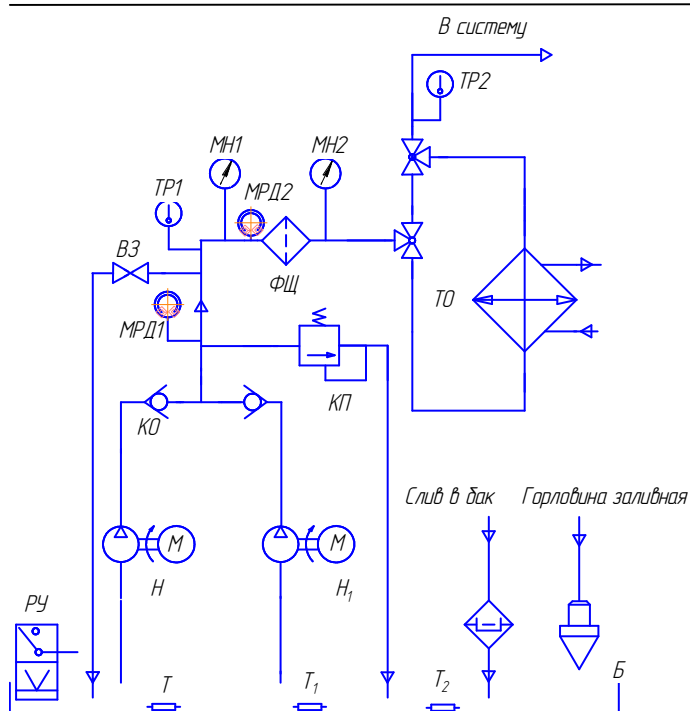 В систему
ТР2
МН1
МН2
МРД2
ТР1
ВЗ
ФЩ
ТО
МРД1
КП
КО
Слив в бак
Горловина заливная
М
М
Н
Н₁
РУ
Т
Т₁
Т₂
Б